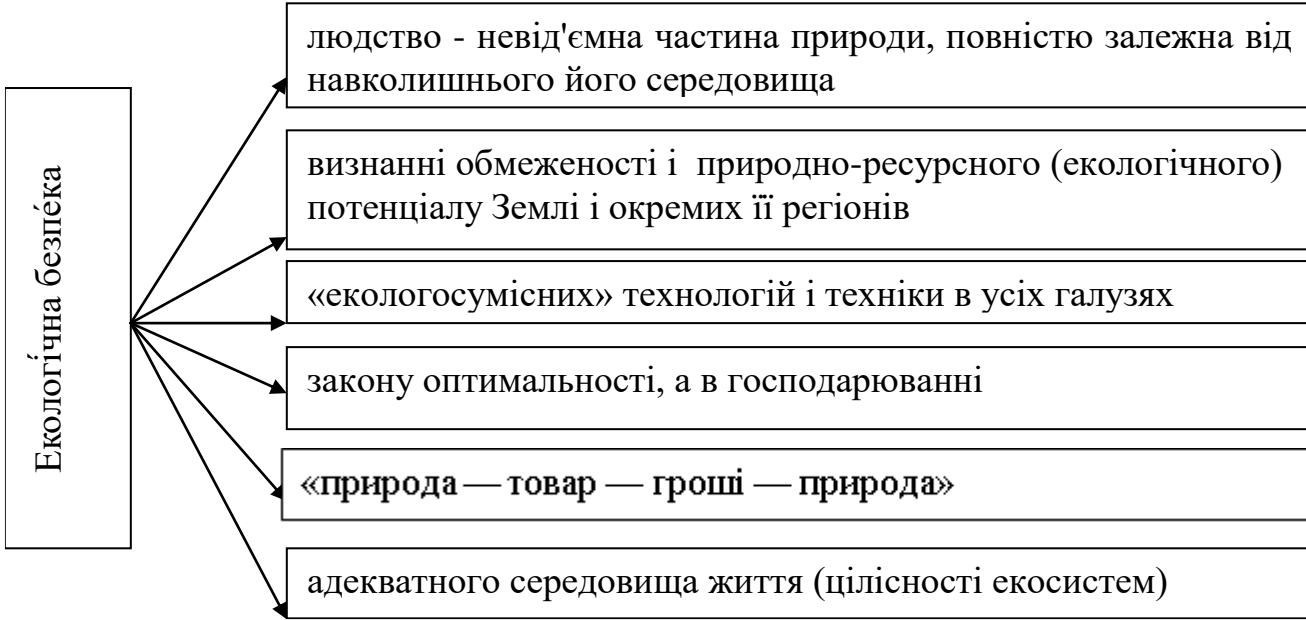 людство - невід'ємна частина природи, повністю залежна від
навколишнього його середовища
Екологі́чна безпе́ка
визнанні обмеженості і природно-ресурсного (екологічного)
потенціалу Землі і окремих її регіонів
«екологосумісних» технологій і техніки в усіх галузях
закону оптимальності, а в господарюванні
«природа — товар — гроші — природа»
адекватного середовища життя (цілісності екосистем)